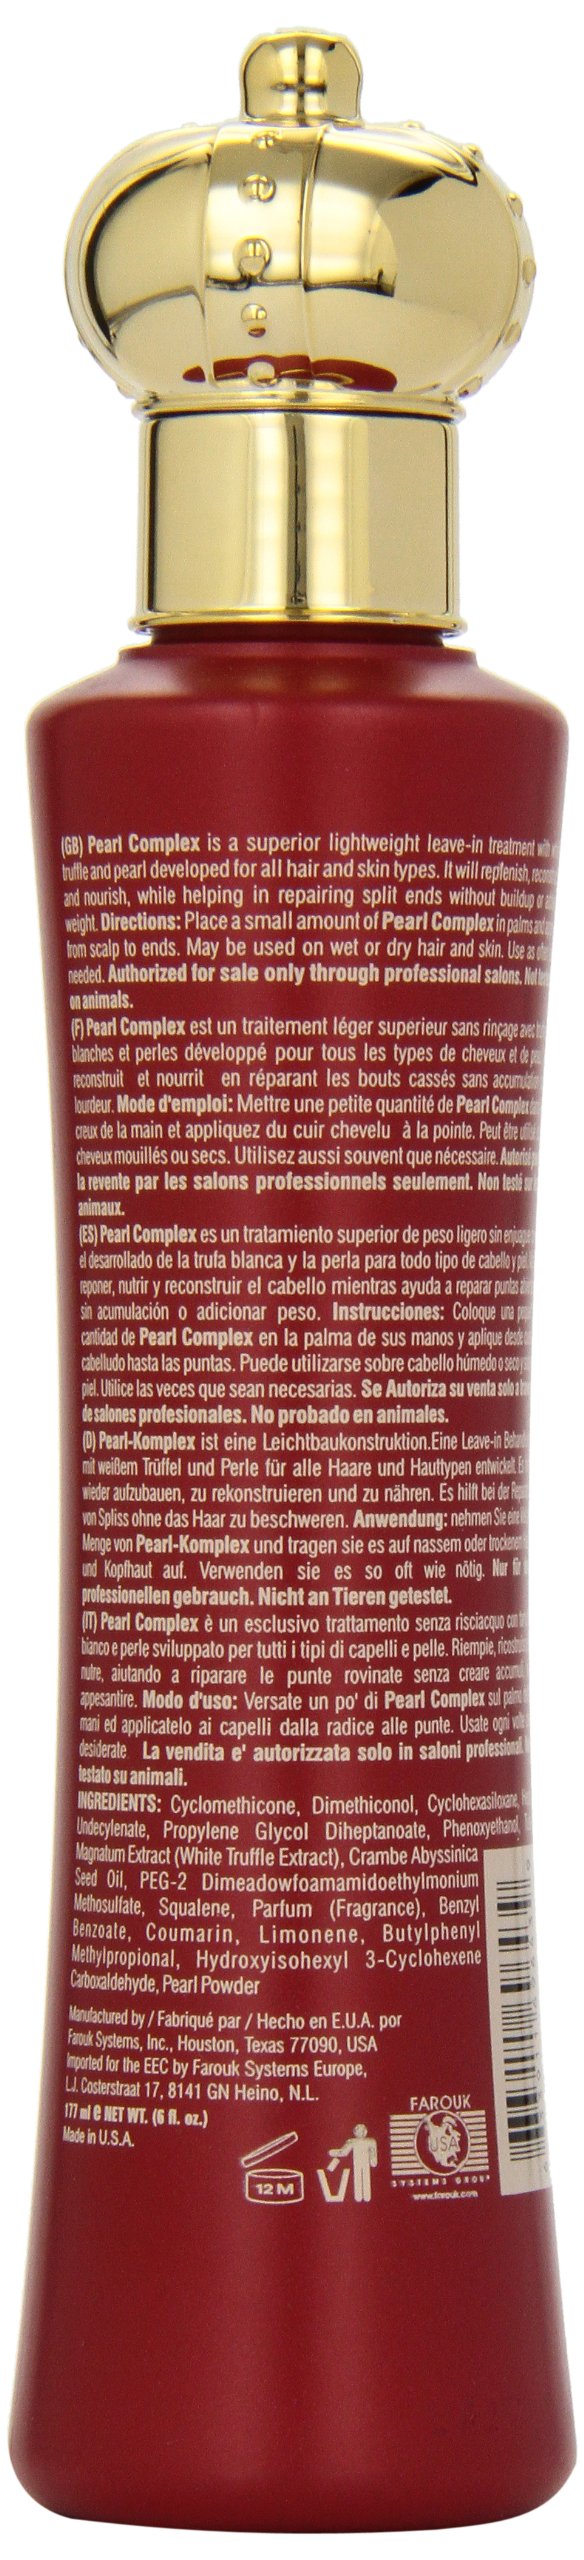 (GB) Pearl Complex is a superior lightweight leave-in treatment with
truffle and pearl developed for all hair and skin types. It will replenish,
and nourish, while helping in repairing split ends without buildup or
weight. Directions: Place a small amount of Pearl Complex in palms and
from scalp to ends. May be used on wet or dry hair and skin. Use as
needed. Authorized for sale only through professional salons. Not
on animals.
(F) Pearl Complex est un traitement léger supérieur sans rinçage avec
blanches et perles développé pour tous les types de cheveux et de
reconstruit et nourrit en réparant les bouts cassés sans
lourdeur. Mode d'emploi: Mettre une petite quantité de Pearl Complex
creux de la main et appliquez du cuir chevelu à la pointe. Peut être
cheveux mouillés ou secs. Utilisez aussi souvent que nécessaire.
la revente par les salons professionnels seulement. Non testé sur
animaux.
(ES) Pearl Complex es un tratamiento superior de peso ligero sin
el desarrollado de la trufa blanca y la perla para todo tipo de cabello y
reponer, nutrir y reconstruir el cabello mientras ayuda a reparar puntas
sin acumulación o adicionar peso. Instrucciones: Coloque una
cantidad de Pearl Complex en la palma de sus manos y aplique desde
cabelludo hasta las puntas. Puede utilizarse sobre cabello húmedo o seco y
piel. Utilice las veces que sean necesarias. Se Autoriza su venta solo a
de salones profesionales. No probado en animales.
(D) Pearl-Komplex ist eine Leichtbaukonstruktion.Eine Leave-in
mit weißem Trüffel und Perle für alle Haare und Hauttypen entwickelt. Es
wieder aufzubauen, zu rekonstruieren und zu nähren. Es hilft bei der
von Spliss ohne das Haar zu beschweren. Anwendung: nehmen Sie eine
Menge von Pearl-Komplex und tragen sie es auf nassem oder trockenem
und Kopfhaut auf. Verwenden sie es so oft wie nötig. Nur für
professionellen gebrauch. Nicht an Tieren getestet.
(IT) Pearl Complex è un esclusivo trattamento senza risciacquo con
bianco e perle sviluppato per tutti i tipi di capelli e pelle. Riempie,
nutre, aiutando a riparare le punte rovinate senza creare
appesantire. Modo d'uso: Versate un po' di Pearl Complex sul palmo
mani ed applicatelo ai capelli dalla radice alle punte. Usate ogni
desiderate. La vendita e' autorizzata solo in saloni professionali.
testato su animali.
INGREDIENTS: Cyclomethicone, Dimethiconol, Cyclohexasiloxane,
Undecylenate, Propylene Glycol Diheptanoate, Phenoxyethanol,
Magnatum Extract (White Truffle Extract), Crambe Abyssinica
Seed Oil, PEG-2 Dimeadowfoamamidoethylmonium
Methosulfate, Squalene, Parfum (Fragrance), Benzyl
Benzoate, Coumarin, Limonene, Butylphenyl
Methylpropional, Hydroxyisohexyl 3-Cyclohexene
Carboxaldehyde, Pearl Powder
Manufactured by / Fabriqué par / Hecho en E.U.A. por
Farouk Systems, Inc., Houston, Texas 77090, USA
Imported for the EEC by Farouk Systems Europe,
L.J. Costerstraat 17, 8141 GN Heino, N.L.
177 ml e NET WT. (6 fl. oz.)
Made in U.S.A.
12 M
FAROUK
USA
SYSTEMS GROUP
www.farouk.com